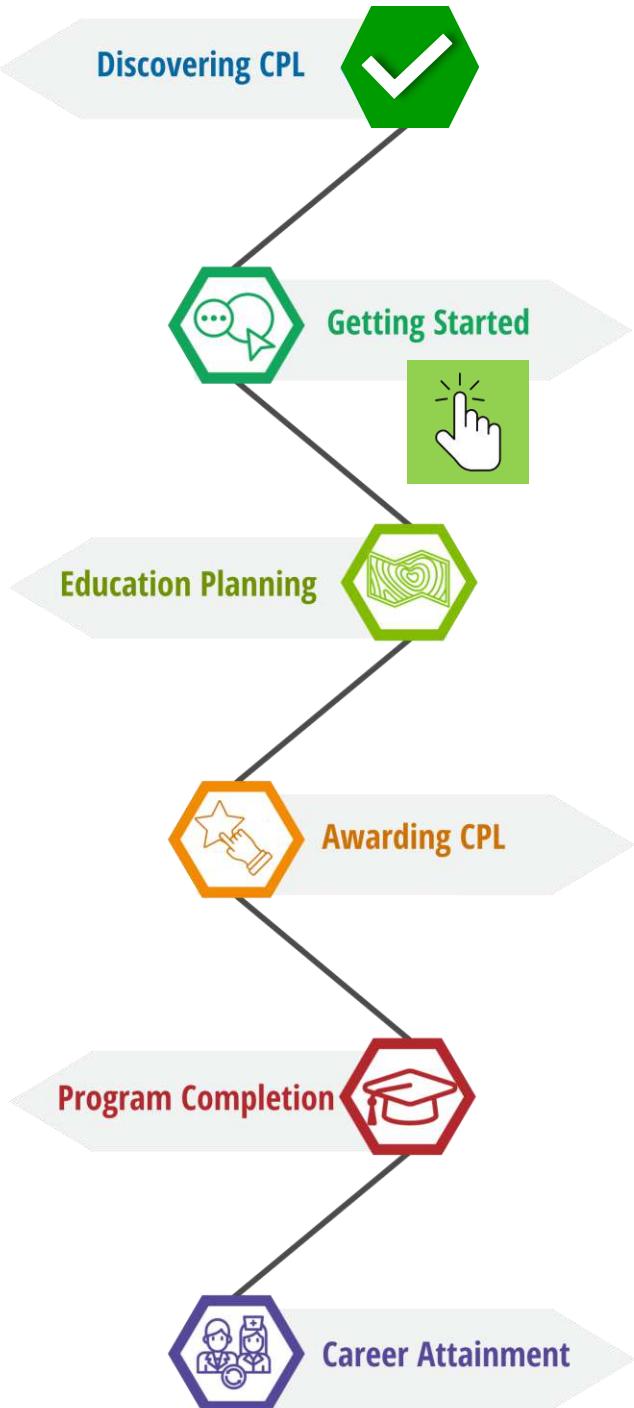 Discovering CPL
Getting Started
Education Planning
Awarding CPL
Program Completion
Career Attainment